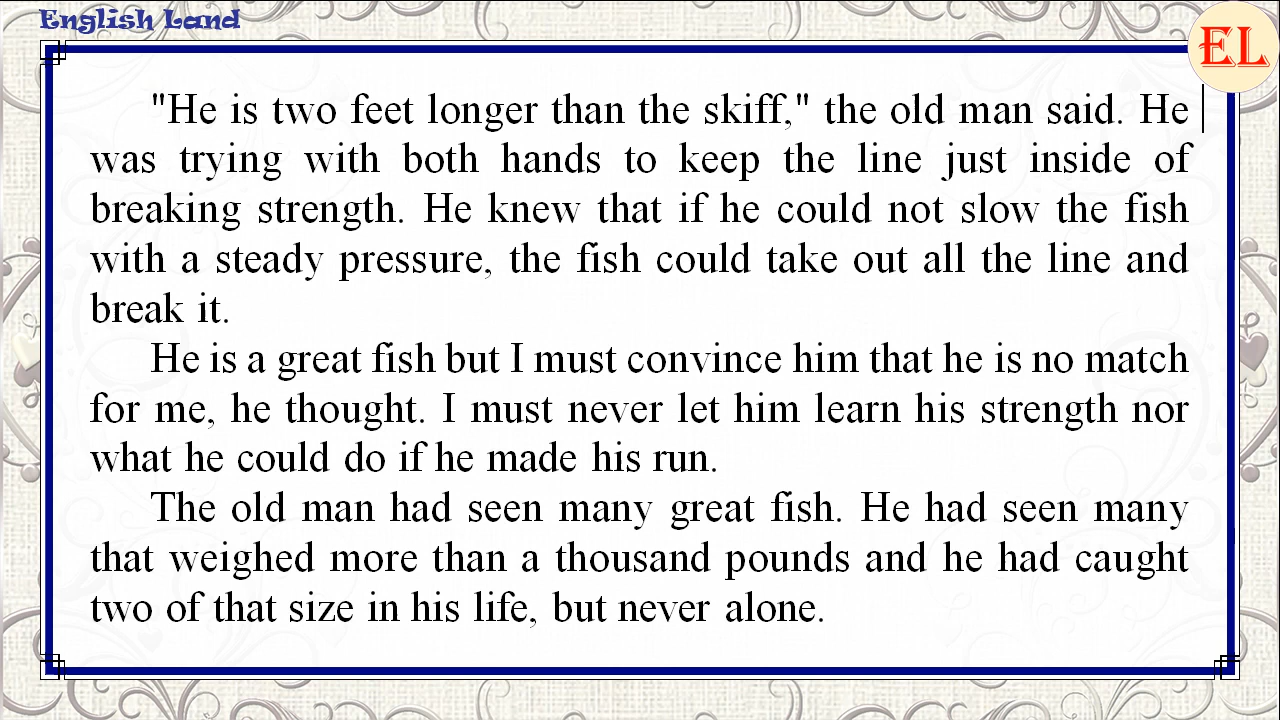 English Land
EL
"He is two feet longer than the skiff," the old man said. He
was trying with both hands to keep the line just inside of
breaking strength. He knew that if he could not slow the fish
with a steady pressure, the fish could take out all the line and
break it.
He is a great fish but I must convince him that he is no match
for me, he thought. I must never let him learn his strength nor
what he could do if he made his run.
The old man had seen many great fish. He had seen many
that weighed more than a thousand pounds and he had caught
two of that size in his life, but never alone.